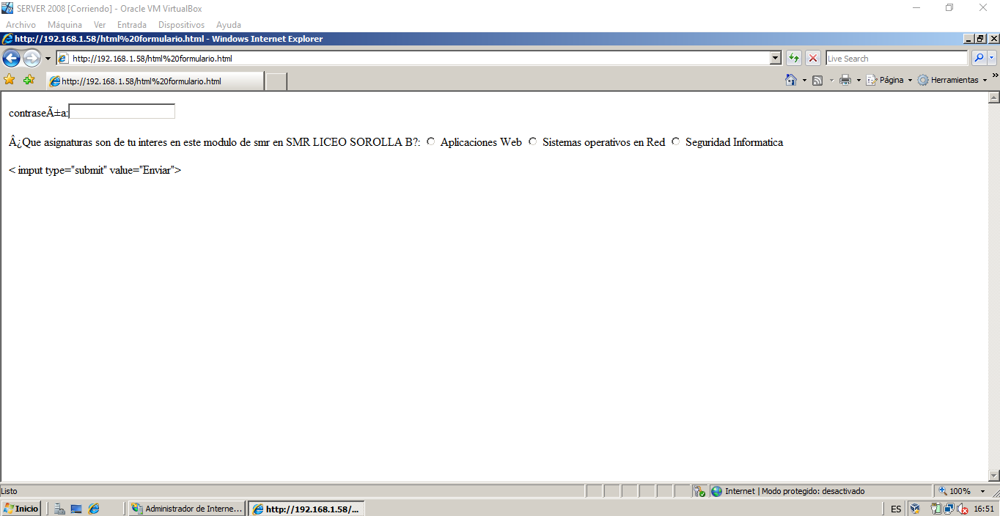 SERVER 2008 [Corriendo] - Oracle VM VirtualBox
Archivo Máquina Ver Entrada Dispositivos Ayuda
http://192.168.1.58/html%20formulario.html - Windows Internet Explorer
http://192.168.1.58/html%20formulario.html Live Search
http://192.168.1.58/html%20formulario.html Página Herramientas »
contraseÃ±a:
Â¿Que asignaturas son de tu interes en este modulo de smr en SMR LICEO SOROLLA B?: Aplicaciones Web Sistemas operativos en Red Seguridad Informatica
< imput type="submit" value="Enviar">
Listo Internet | Modo protegido: desactivado 100%
Inicio Administrador de Interne... http://192.168.1.58/... ES 16:51